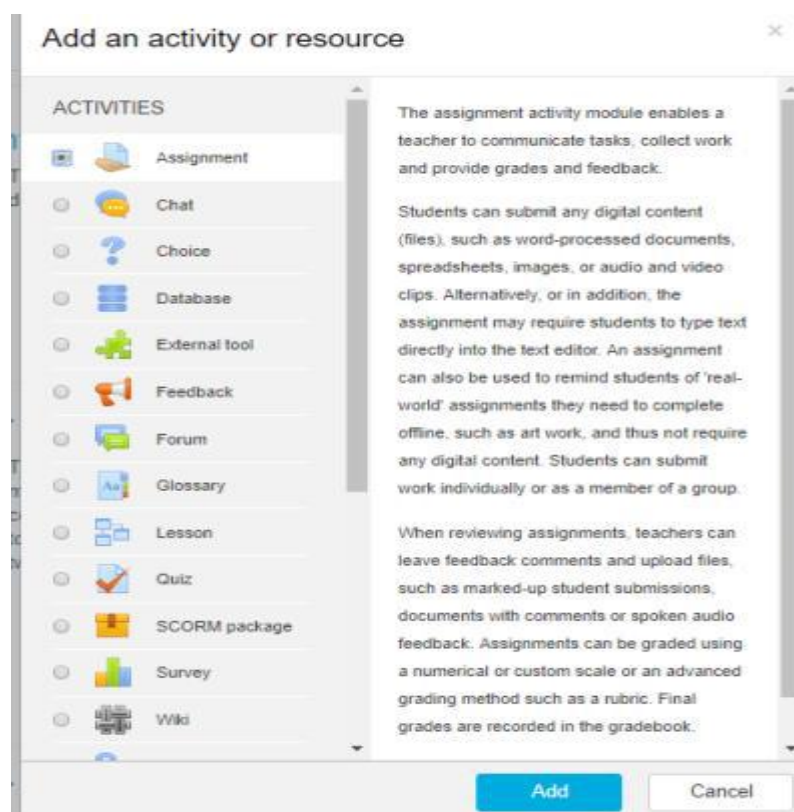 Add an activity or resource
×
ACTIVITIES
Assignment
Chat
Choice
Database
External tool
Feedback
Forum
Glossary
Lesson
Quiz
SCORM package
Survey
Wiki
The assignment activity module enables a
teacher to communicate tasks, collect work
and provide grades and feedback.
Students can submit any digital content
(files), such as word-processed documents,
spreadsheets, images, or audio and video
clips. Alternatively, or in addition, the
assignment may require students to type text
directly into the text editor. An assignment
can also be used to remind students of 'real-
world' assignments they need to complete
offline, such as art work, and thus not require
any digital content. Students can submit
work individually or as a member of a group.
When reviewing assignments, teachers can
leave feedback comments and upload files,
such as marked-up student submissions,
documents with comments or spoken audio
feedback. Assignments can be graded using
a numerical or custom scale or an advanced
grading method such as a rubric. Final
grades are recorded in the gradebook.
Add
Cancel